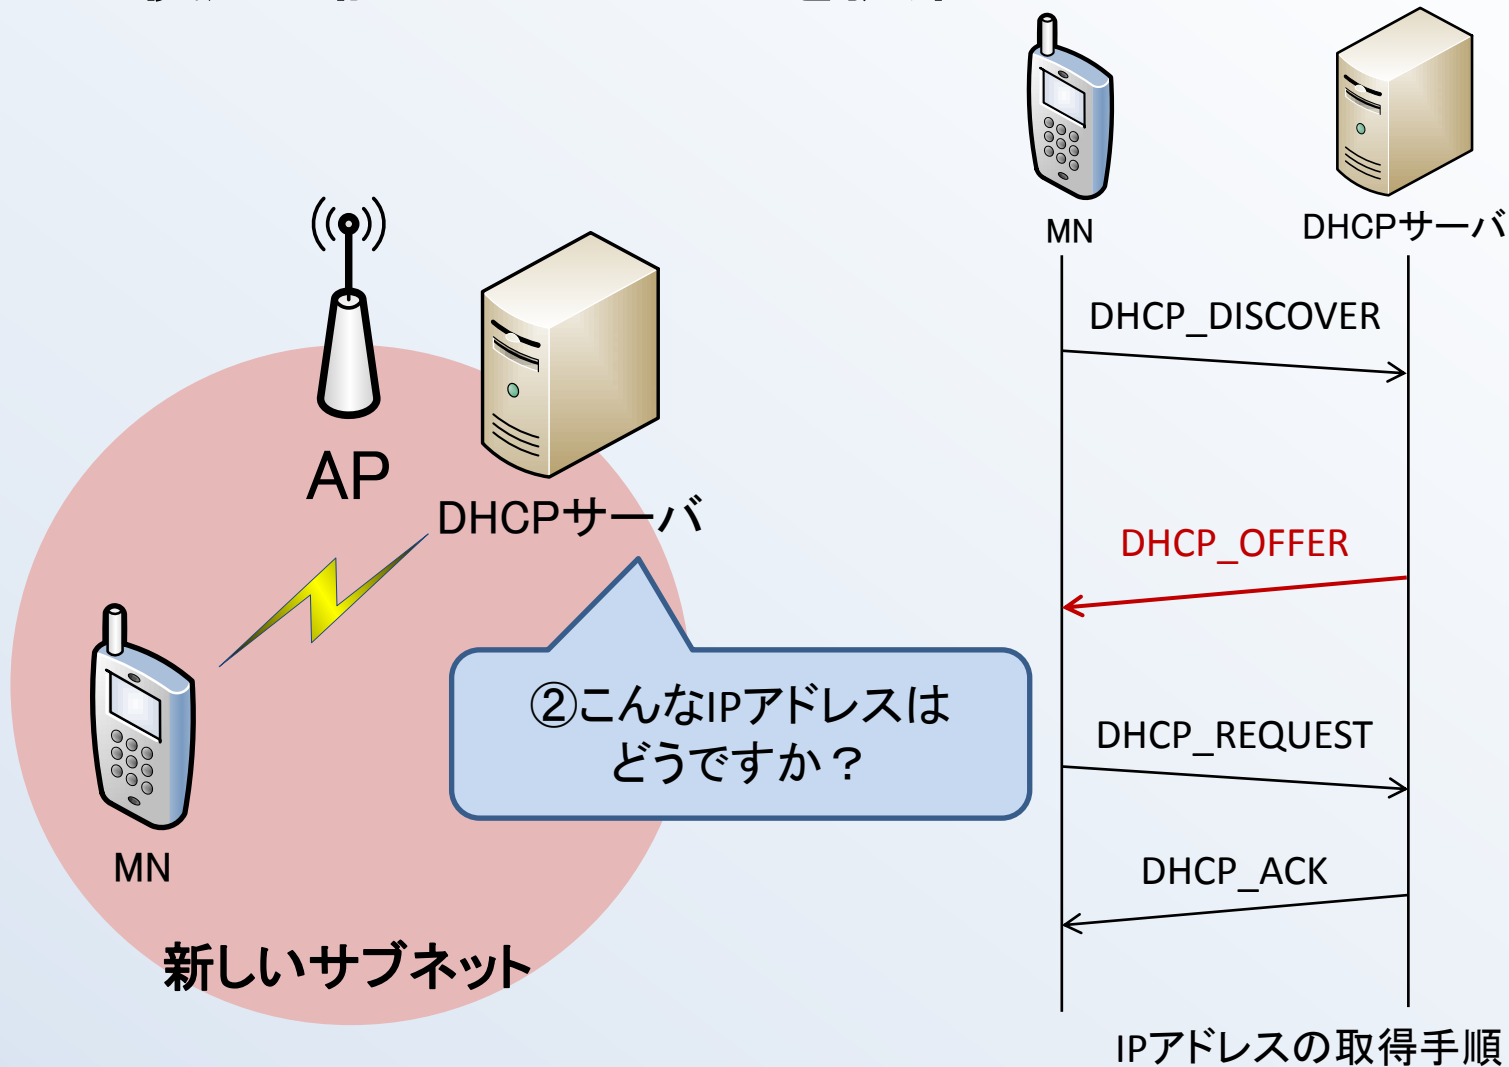 AP
DHCPサーバ
②こんなIPアドレスは
どうですか？
MN
新しいサブネット
MN
DHCPサーバ
DHCP_DISCOVER
DHCP_OFFER
DHCP_REQUEST
DHCP_ACK
IPアドレスの取得手順